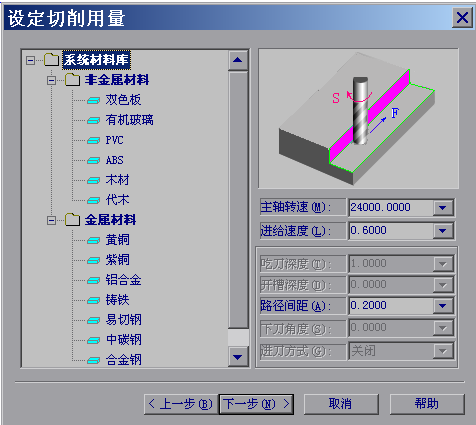 设定切削用量
系统材料库
非金属材料
双色板
有机玻璃
PVC
ABS
木材
代木
金属材料
黄铜
紫铜
铝合金
铸铁
易切钢
中碳钢
合金钢
S
F
主轴转速(M): 24000.0000
进给速度(L): 0.6000
吃刀深度(T): 1.0000
开槽深度(D): 0.0000
路径间距(A): 0.2000
下刀角度(S): 0.0000
进刀方式(G): 关闭
< 上一步(B)
下一步(N) >
取消
帮助